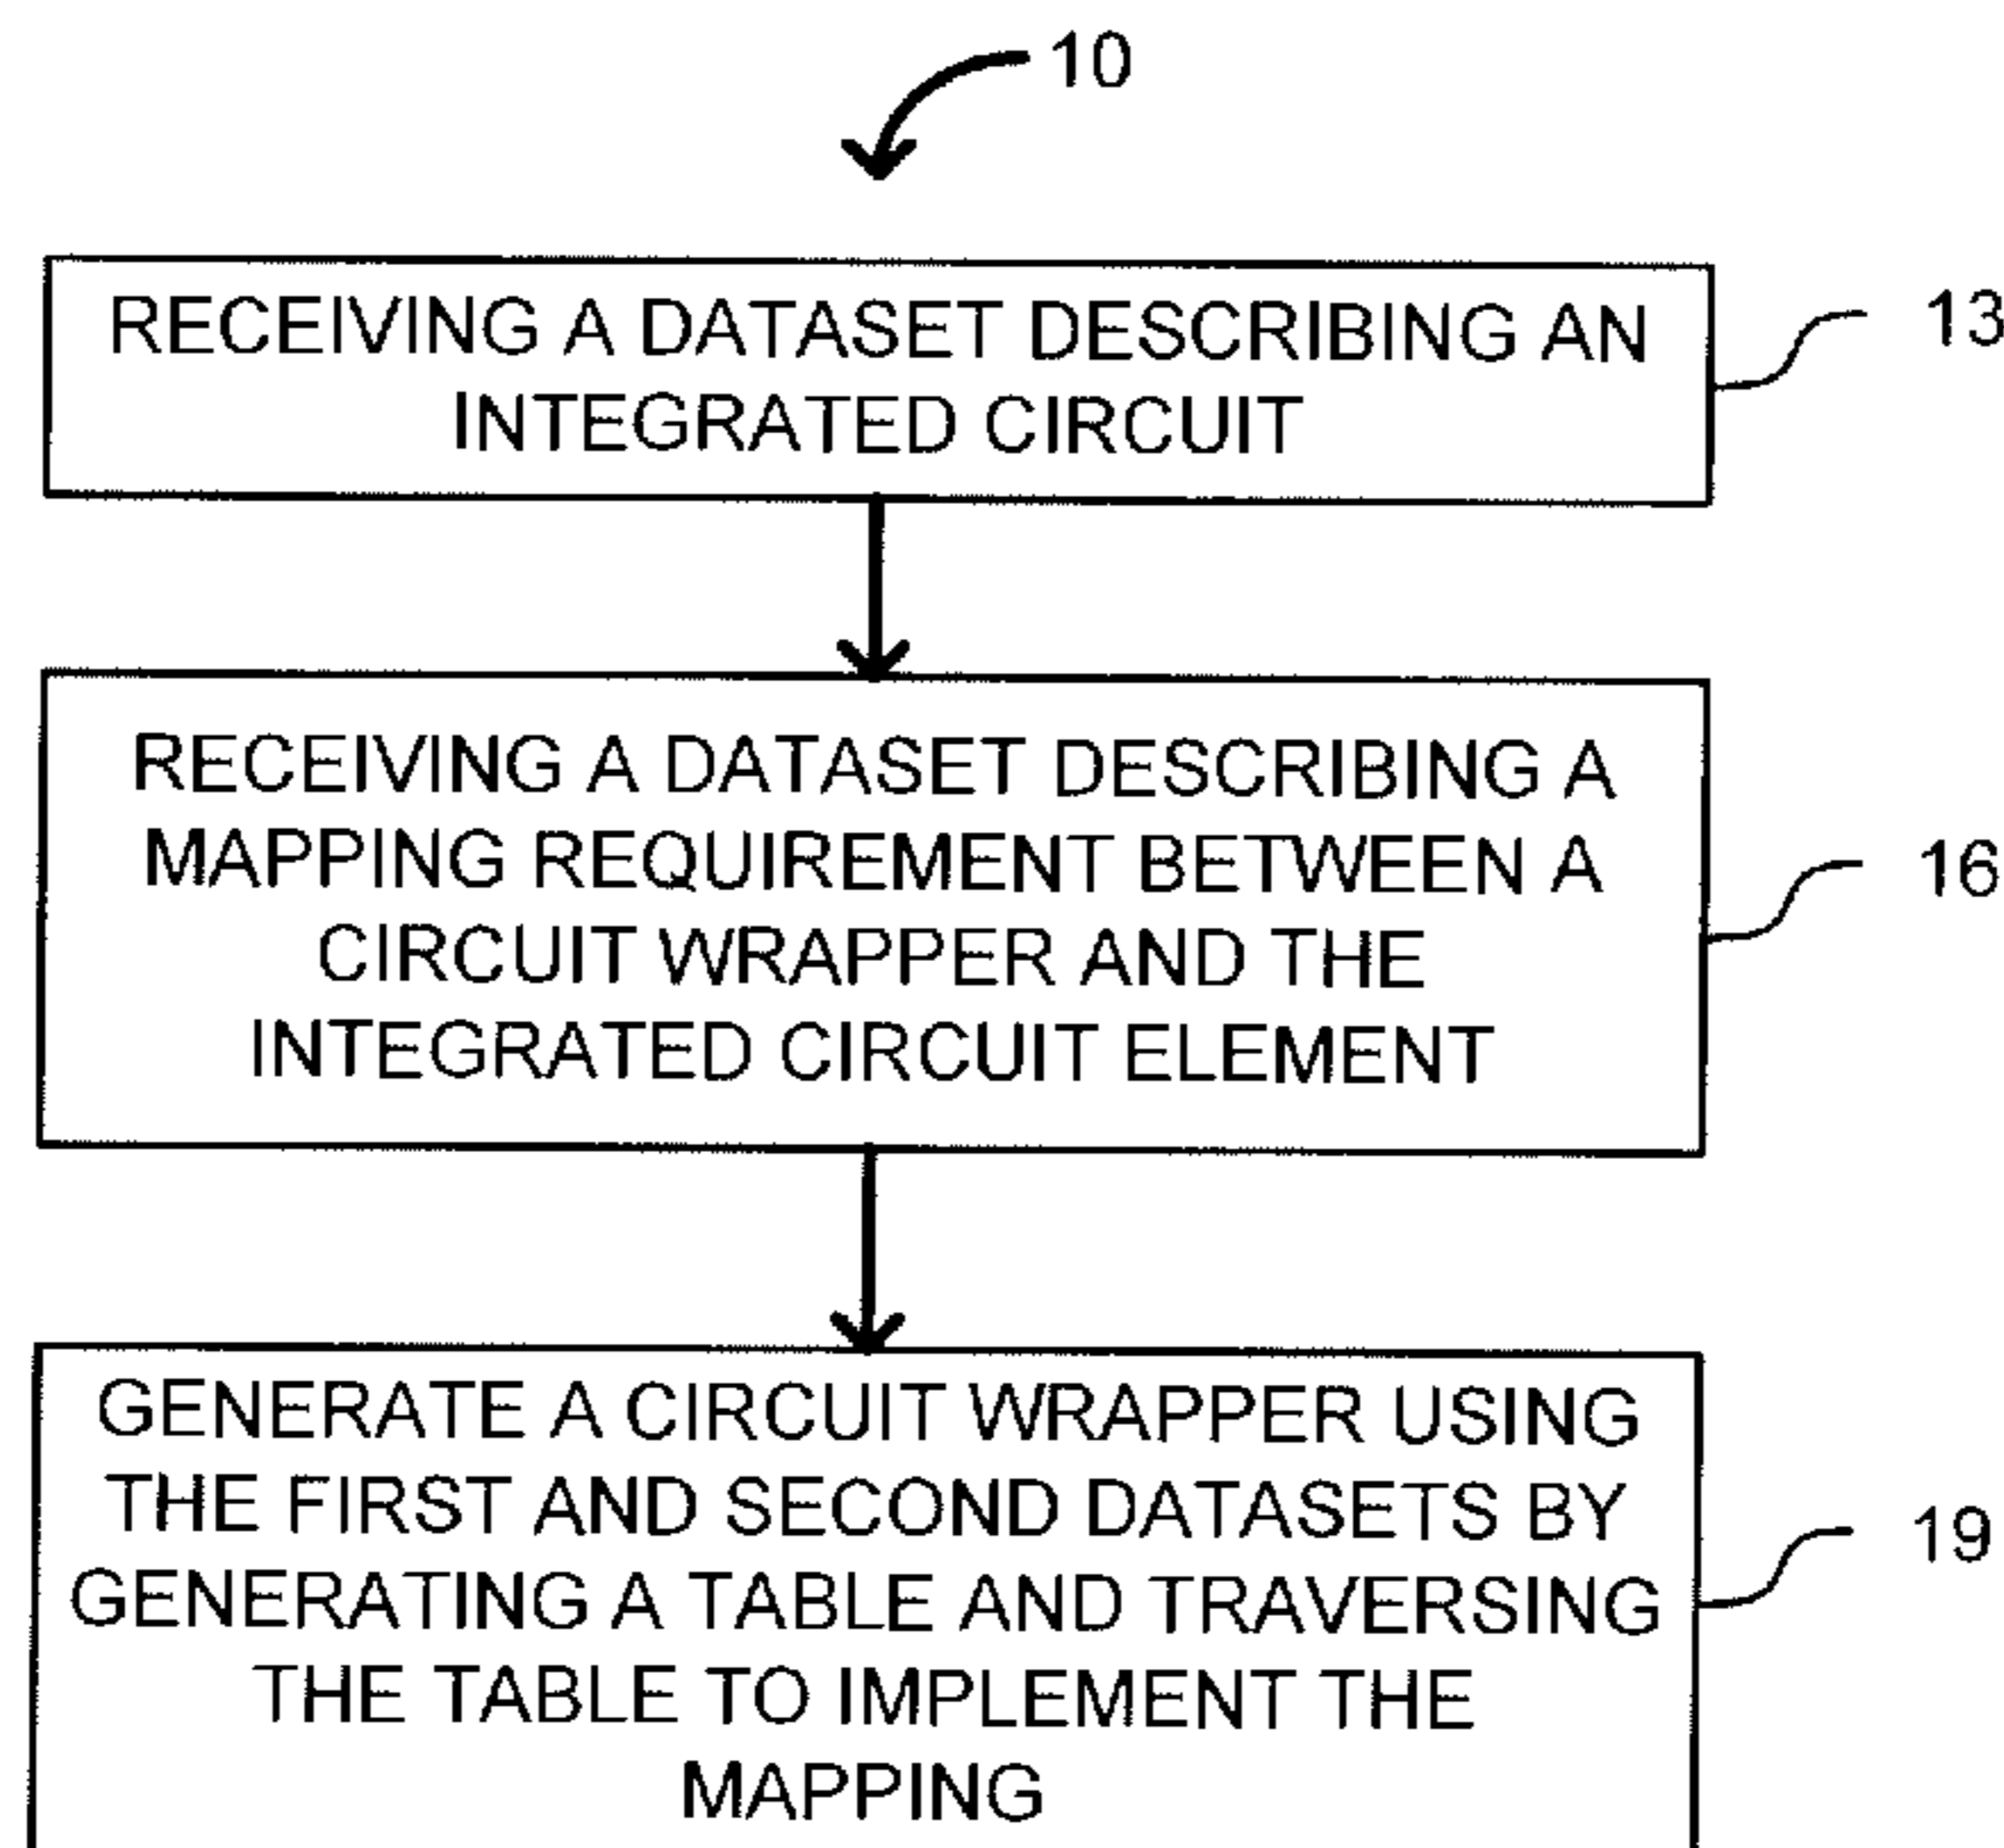 10
RECEIVING A DATASET DESCRIBING AN
INTEGRATED CIRCUIT
13
RECEIVING A DATASET DESCRIBING A
MAPPING REQUIREMENT BETWEEN A
CIRCUIT WRAPPER AND THE
INTEGRATED CIRCUIT ELEMENT
16
GENERATE A CIRCUIT WRAPPER USING
THE FIRST AND SECOND DATASETS BY
GENERATING A TABLE AND TRAVERSING
THE TABLE TO IMPLEMENT THE
MAPPING
19